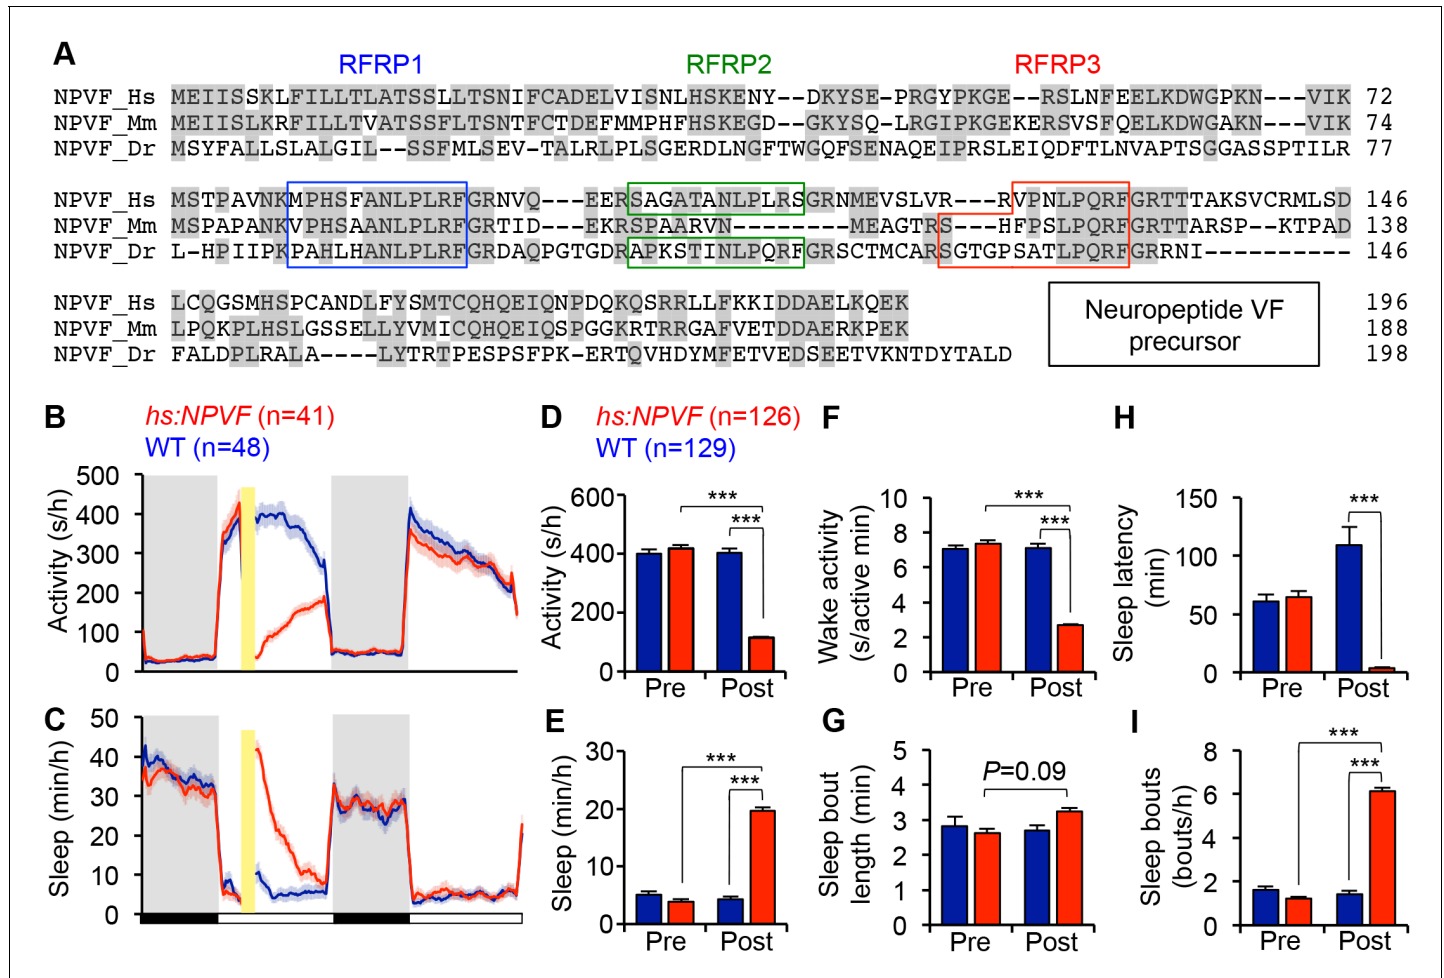 A
RFRP1 RFRP2 RFRP3
NPVF_Hs MEIISSKLFILLTLATSSLLTSNIFCADELVISNLHSKENY--DKYSE-PRGYPKGE--RSLNFEELKDWGPKN---VIK 72
NPVF_Mm MEIISLKRFILLTVATSSFLTSNTFCTDEFMMPHFHSKEGD--GKYSQ-LRGIPKGEKERSVSFQELKDWGAKN---VIK 74
NPVF_Dr MSYFALLSLALGIL--SSFMLSEV-TALRLPLSGERDLNGFTWGQFSENAQEIPRSLEIQDFTLNVAPTSGGASSPTILR 77
NPVF_Hs MSTPAVNKMPHSFANLPLRFGRNVQ---EERSAGATANLPLRSGRNMEVSLVR---RVPNLPQRFGRTTTAKSVCRMLSD 146
NPVF_Mm MSPAPANKVPHSAANLPLRFGRTID---EKRSPAARVN--------MEAGTRS---HFPSLPQRFGRTTARSP--KTPAD 138
NPVF_Dr L-HPIIPKPAHLHANLPLRFGRDAQPGTGDRAPKSTINLPQRFGRSCTMCARSGTGPSATLPQRFGRRNI---------- 146
NPVF_Hs LCQGSMHSPCANDLFYSMTCQHQEIQNPDQKQSRRLLFKKIDDAELKQEK 196
NPVF_Mm LPQKPLHSLGSSELLYVMICQHQEIQSPGGKRTRRGAFVETDDAERKPEK 188
NPVF_Dr FALDPLRALA----LYTRTPESPSFPK-ERTQVHDYMFETVEDSEETVKNTDYTALD 198
Neuropeptide VF
precursor
B
hs:NPVF (n=41)
WT (n=48)
Activity (s/h)
500
400
300
200
100
0
C
Sleep (min/h)
50
40
30
20
10
0
D
hs:NPVF (n=126)
WT (n=129)
Activity (s/h)
600
400
200
0
***
***
Pre Post
E
Sleep (min/h)
30
20
10
0
***
***
Pre Post
F
Wake activity
(s/active min)
10
8
6
4
2
0
***
***
Pre Post
G
Sleep bout
length (min)
5
4
3
2
1
0
P=0.09
Pre Post
H
Sleep latency
(min)
150
100
50
0
***
Pre Post
I
Sleep bouts
(bouts/h)
8
6
4
2
0
***
***
Pre Post